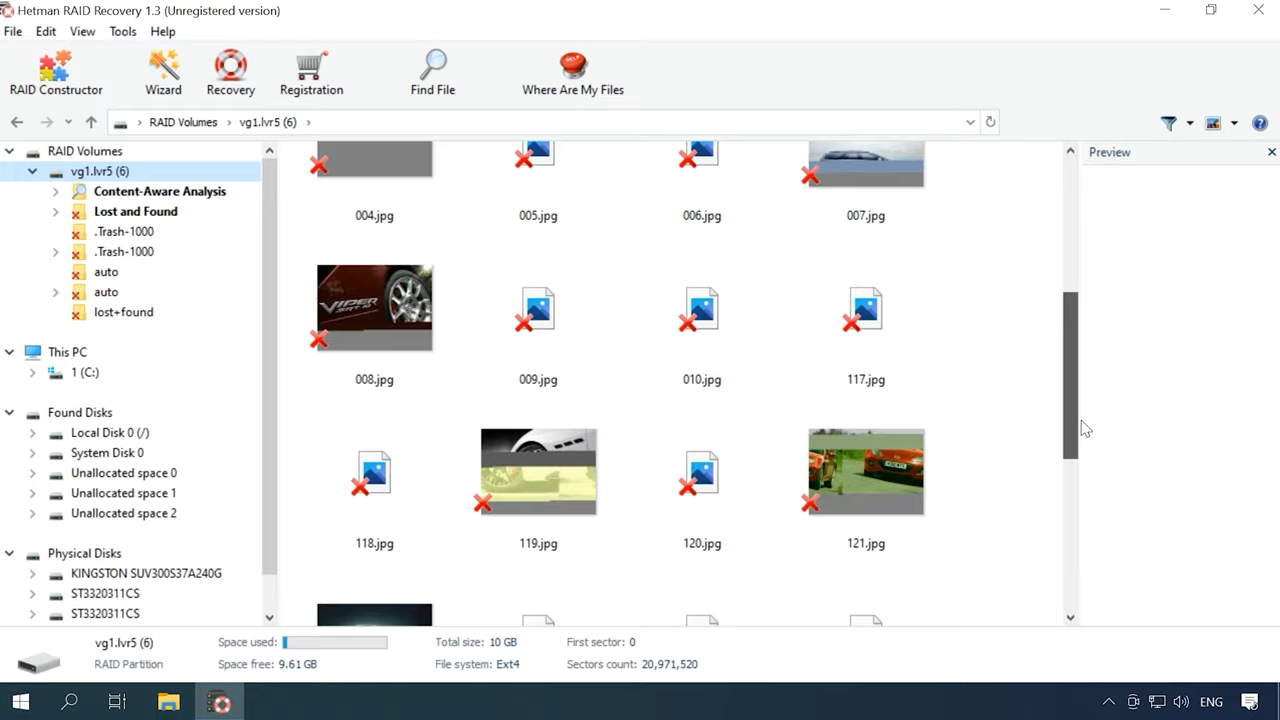 Hetman RAID Recovery 1.3 (Unregistered version)
File Edit View Tools Help
RAID Constructor Wizard Recovery Registration Find File Where Are My Files
RAID Volumes vg1.lvr5 (6)
RAID Volumes
vg1.lvr5 (6)
Content-Aware Analysis
Lost and Found
.Trash-1000
.Trash-1000
auto
auto
lost+found
This PC
1 (C:)
Found Disks
Local Disk 0 (/)
System Disk 0
Unallocated space 0
Unallocated space 1
Unallocated space 2
Physical Disks
KINGSTON SUV300S37A240G
ST3320311CS
ST3320311CS
004.jpg 005.jpg 006.jpg 007.jpg
VIPER
SRT 10
008.jpg 009.jpg 010.jpg 117.jpg
118.jpg 119.jpg 120.jpg 121.jpg
Preview
vg1.lvr5 (6) Space used: Total size: 10 GB First sector: 0
RAID Partition Space free: 9.61 GB File system: Ext4 Sectors count: 20,971,520
ENG